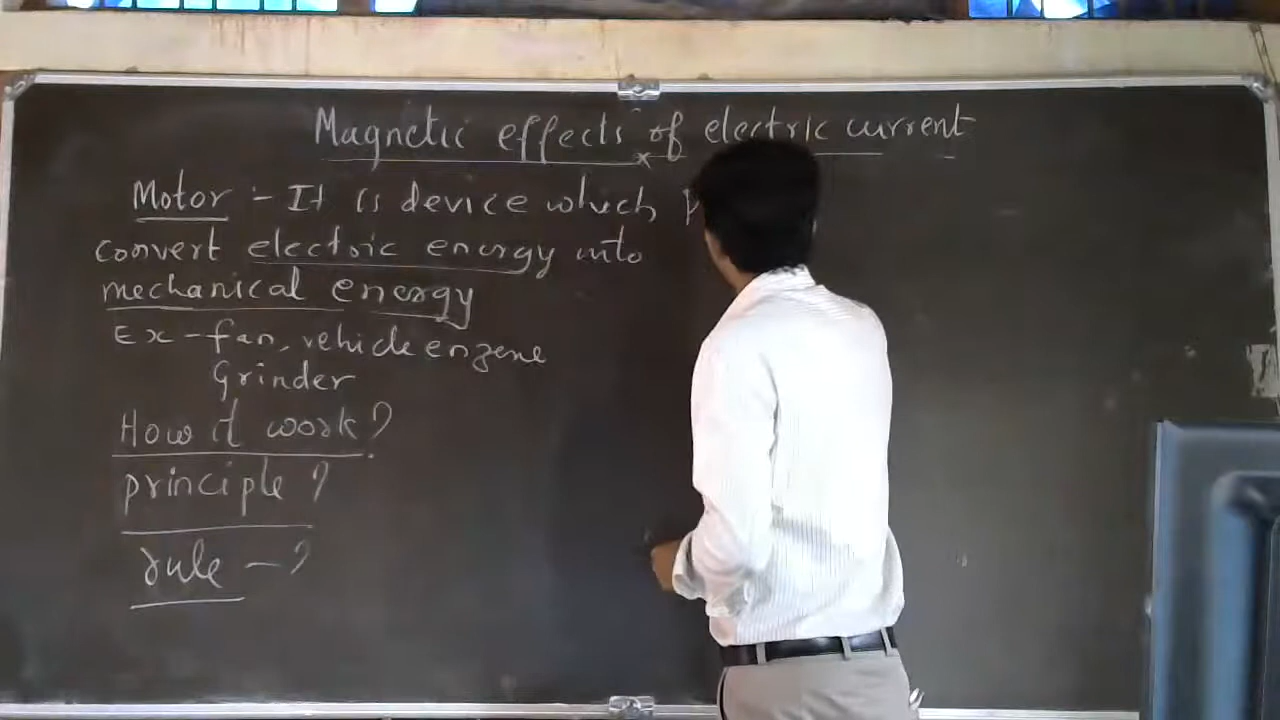 Magnetic effects of electric current
Motor :- It is device which
convert electric energy into
mechanical energy
Ex - fan, vehicle enzene
Grinder
How it work?
principle?
rule - ?